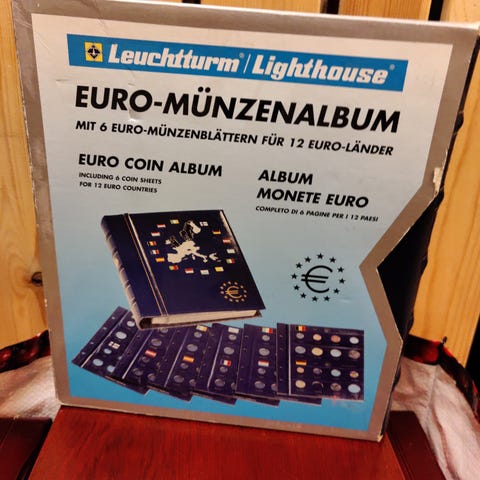 Leuchtturm® / Lighthouse®
EURO-MÜNZENALBUM
MIT 6 EURO-MÜNZENBLÄTTERN FÜR 12 EURO-LÄNDER
EURO COIN ALBUM
INCLUDING 6 COIN SHEETS
FOR 12 EURO COUNTRIES
ALBUM
MONETE EURO
COMPLETO DI 6 PAGINE PER I 12 PAESI
€